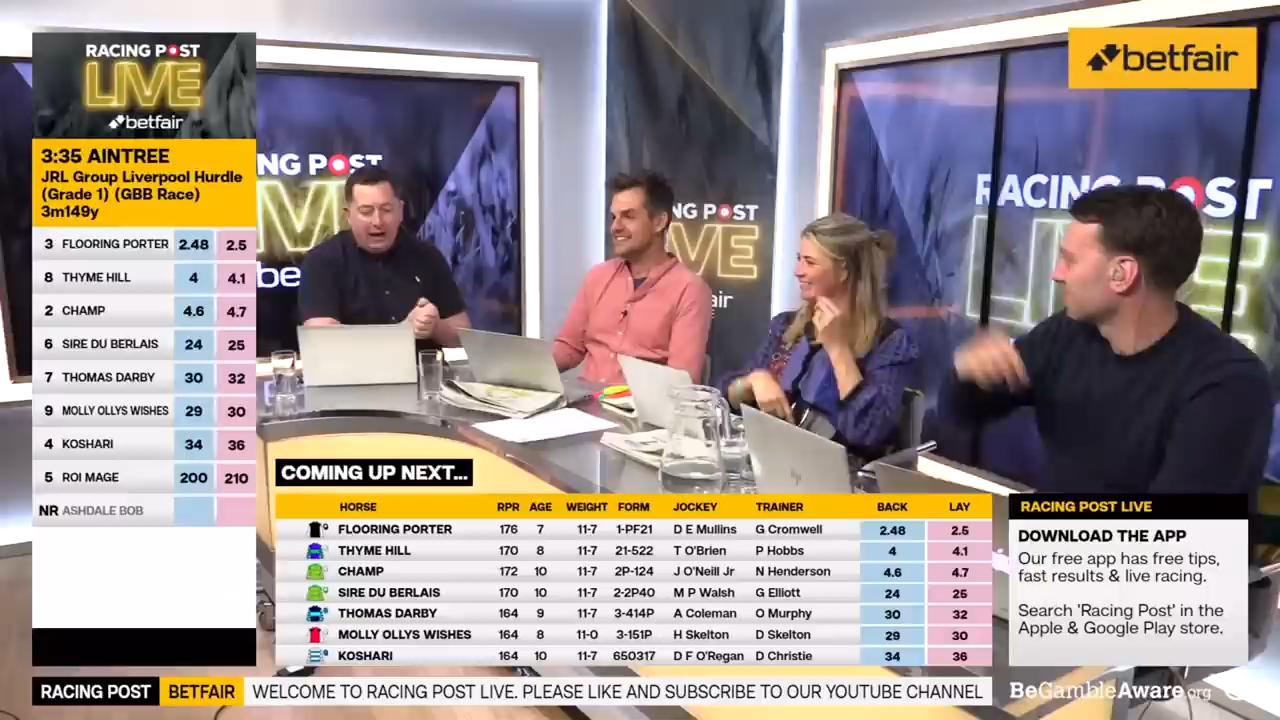 RACING POST
LIVE
betfair
3:35 AINTREE
JRL Group Liverpool Hurdle
(Grade 1) (GBB Race)
3m149y
3 FLOORING PORTER 2.48 2.5
8 THYME HILL 4 4.1
2 CHAMP 4.6 4.7
6 SIRE DU BERLAIS 24 25
7 THOMAS DARBY 30 32
9 MOLLY OLLYS WISHES 29 30
4 KOSHARI 34 36
5 ROI MAGE 200 210
NR ASHDALE BOB
betfair
NG POST
IVE
be
NG POST
IVE
fair
RACING POST
LIVE
COMING UP NEXT...
HORSE RPR AGE WEIGHT FORM JOCKEY TRAINER BACK LAY
FLOORING PORTER 176 7 11-7 1-PF21 D E Mullins G Cromwell 2.48 2.5
THYME HILL 170 8 11-7 21-522 T O'Brien P Hobbs 4 4.1
CHAMP 172 10 11-7 2P-124 J O'Neill Jr N Henderson 4.6 4.7
SIRE DU BERLAIS 170 10 11-7 2-2P40 M P Walsh G Elliott 24 25
THOMAS DARBY 164 9 11-7 3-414P A Coleman O Murphy 30 32
MOLLY OLLYS WISHES 164 8 11-0 3-151P H Skelton D Skelton 29 30
KOSHARI 164 10 11-7 650317 D F O'Regan D Christie 34 36
RACING POST LIVE
DOWNLOAD THE APP
Our free app has free tips,
fast results & live racing.
Search 'Racing Post' in the
Apple & Google Play store.
RACING POST BETFAIR WELCOME TO RACING POST LIVE. PLEASE LIKE AND SUBSCRIBE TO OUR YOUTUBE CHANNEL
BeGambleAware.org